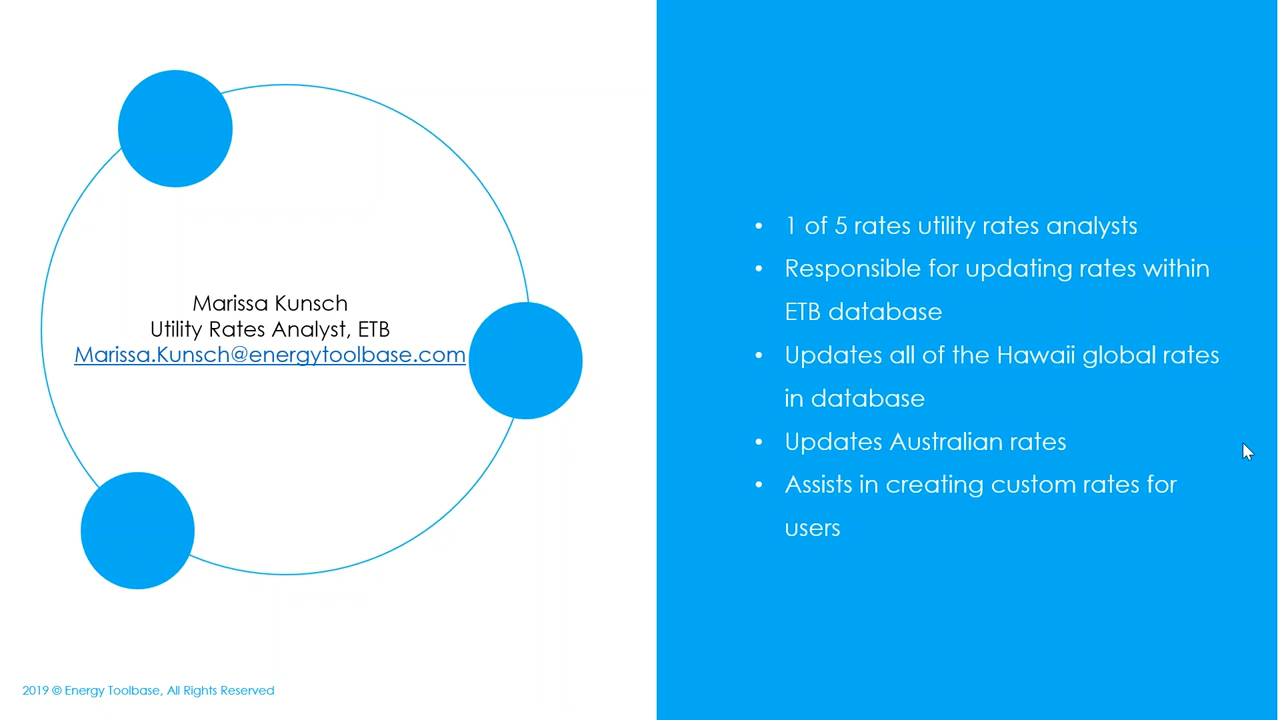 Marissa Kunsch
Utility Rates Analyst, ETB
Marissa.Kunsch@energytoolbase.com
• 1 of 5 rates utility rates analysts
• Responsible for updating rates within
ETB database
• Updates all of the Hawaii global rates
in database
• Updates Australian rates
• Assists in creating custom rates for
users
2019 © Energy Toolbase, All Rights Reserved